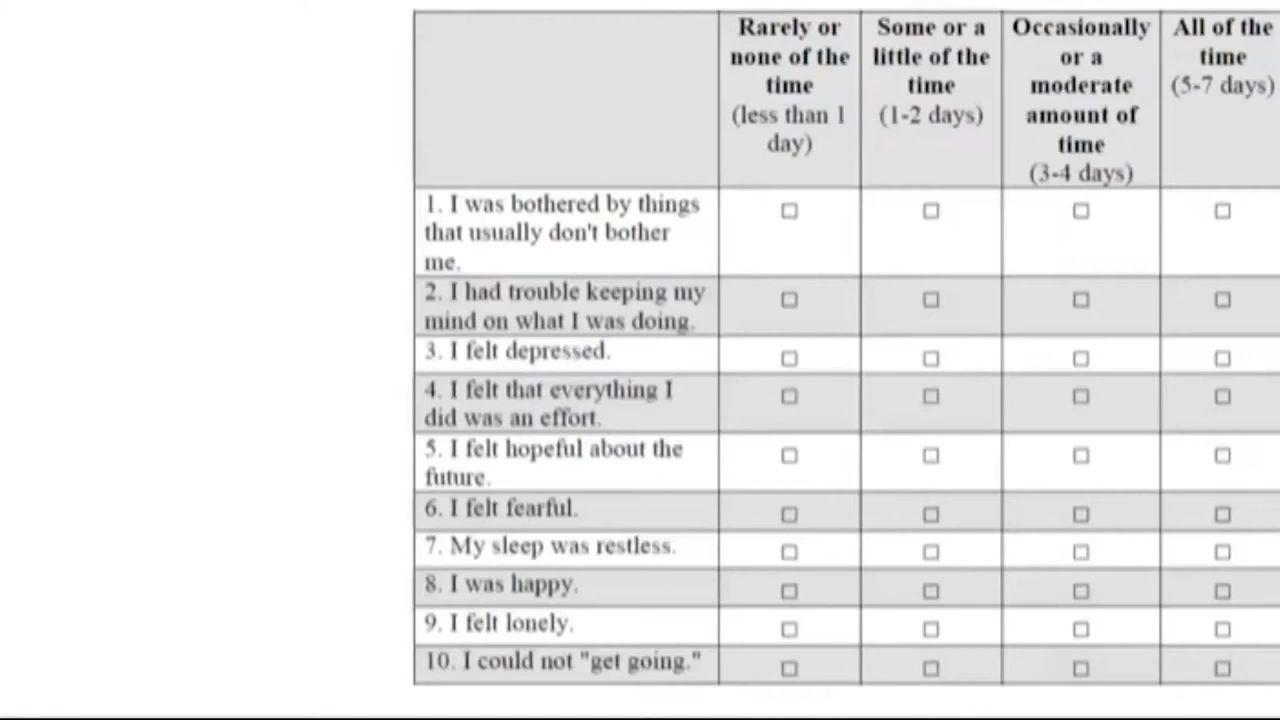 Rarely or
none of the
time
(less than 1
day)
Some or a
little of the
time
(1-2 days)
Occasionally
or a
moderate
amount of
time
(3-4 days)
All of the
time
(5-7 days)
1. I was bothered by things
that usually don't bother
me.
2. I had trouble keeping my
mind on what I was doing.
3. I felt depressed.
4. I felt that everything I
did was an effort.
5. I felt hopeful about the
future.
6. I felt fearful.
7. My sleep was restless.
8. I was happy.
9. I felt lonely.
10. I could not "get going."